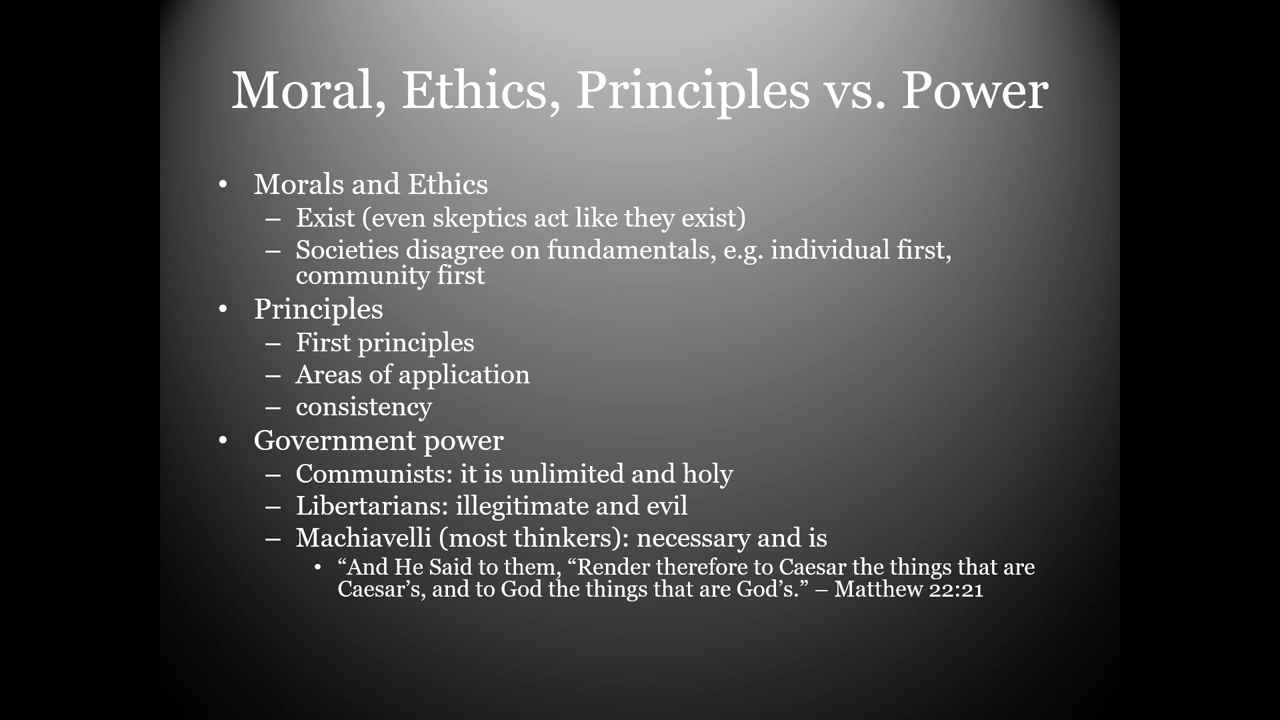 Moral, Ethics, Principles vs. Power
• Morals and Ethics
– Exist (even skeptics act like they exist)
– Societies disagree on fundamentals, e.g. individual first,
community first
• Principles
– First principles
– Areas of application
– consistency
• Government power
– Communists: it is unlimited and holy
– Libertarians: illegitimate and evil
– Machiavelli (most thinkers): necessary and is
• “And He Said to them, “Render therefore to Caesar the things that are
Caesar’s, and to God the things that are God’s.” – Matthew 22:21